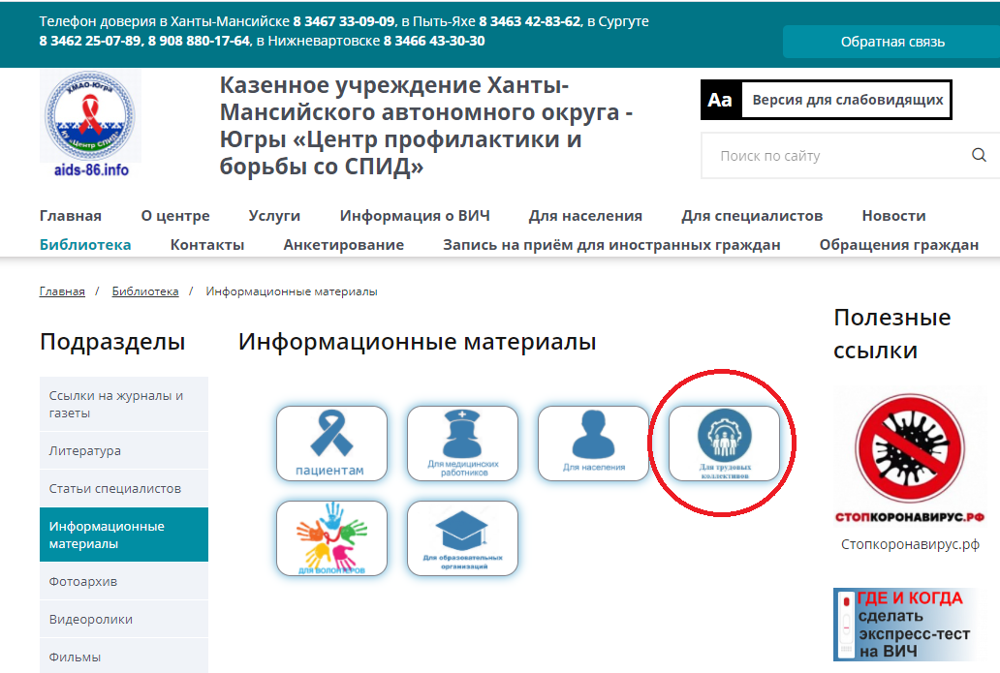 Телефон доверия в Ханты-Мансийске 8 3467 33-09-09, в Пыть-Яхе 8 3463 42-83-62, в Сургуте
8 3462 25-07-89, 8 908 880-17-64, в Нижневартовске 8 3466 43-30-30
Обратная связь
ХМАО-Югра
КУ «Центр СПИД»
aids-86.info
Казенное учреждение Ханты-
Мансийского автономного округа -
Югры «Центр профилактики и
борьбы со СПИД»
Aa Версия для слабовидящих
Поиск по сайту
Главная О центре Услуги Информация о ВИЧ Для населения Для специалистов Новости
Библиотека Контакты Анкетирование Запись на приём для иностранных граждан Обращения граждан
Главная / Библиотека / Информационные материалы
Подразделы
Ссылки на журналы и
газеты
Литература
Статьи специалистов
Информационные
материалы
Фотоархив
Видеоролики
Фильмы
Информационные материалы
пациентам
Для медицинских
работников
Для населения
Для трудовых
коллективов
ДЛЯ ВОЛОНТЕРОВ
Для образовательных
организаций
Полезные
ссылки
СТОПКОРОНАВИРУС.РФ
Стопкоронавирус.рф
ГДЕ И КОГДА
сделать
экспресс-тест
на ВИЧ